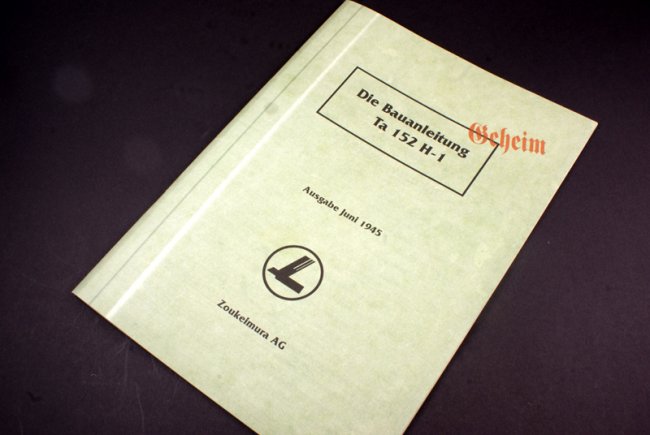 Die Bauanleitung
Ta 152 H-1
Geheim
Ausgabe Juni 1945
Zoukeimura AG